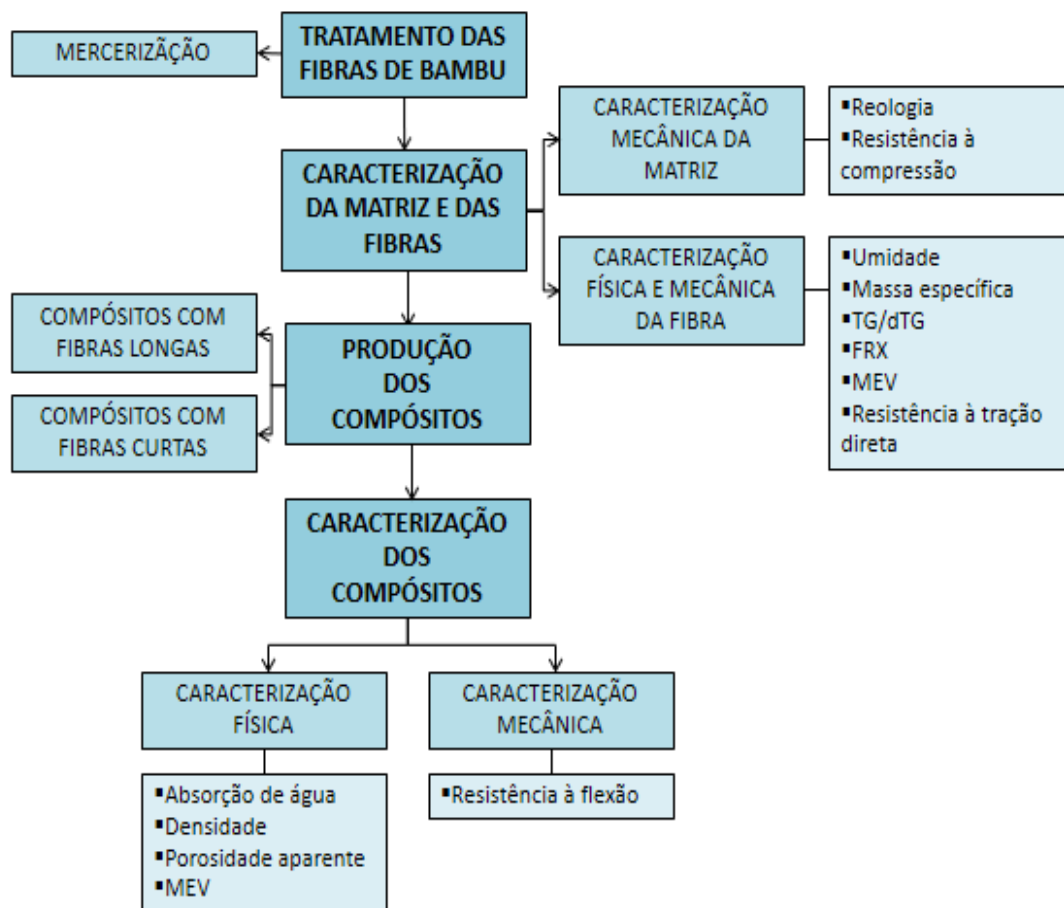 MERCERIZÃÇÃO
TRATAMENTO DAS
FIBRAS DE BAMBU
CARACTERIZAÇÃO
DA MATRIZ E DAS
FIBRAS
CARACTERIZAÇÃO
MECÂNICA DA
MATRIZ
▪Reologia
▪Resistência à
compressão
CARACTERIZAÇÃO
FÍSICA E MECÂNICA
DA FIBRA
▪Umidade
▪Massa específica
▪TG/dTG
▪FRX
▪MEV
▪Resistência à tração
direta
COMPÓSITOS COM
FIBRAS LONGAS
COMPÓSITOS COM
FIBRAS CURTAS
PRODUÇÃO
DOS
COMPÓSITOS
CARACTERIZAÇÃO
DOS
COMPÓSITOS
CARACTERIZAÇÃO
FÍSICA
▪Absorção de água
▪Densidade
▪Porosidade aparente
▪MEV
CARACTERIZAÇÃO
MECÂNICA
▪Resistência à flexão